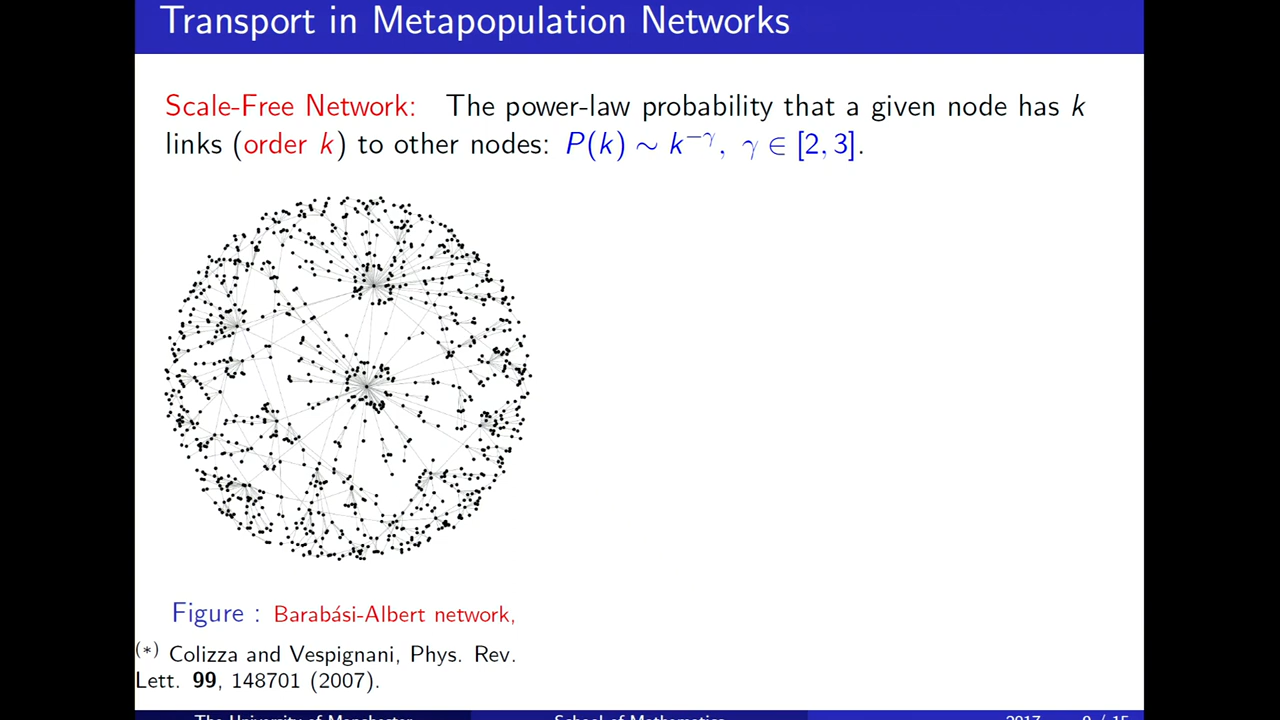 Transport in Metapopulation Networks
Scale-Free Network: The power-law probability that a given node has k
links (order k) to other nodes: P(k) ∼ k^{−γ}, γ ∈ [2, 3].
Figure : Barabási-Albert network,
(*) Colizza and Vespignani, Phys. Rev.
Lett. 99, 148701 (2007).
The University of Manchester School of Mathematics 2017 9 / 15